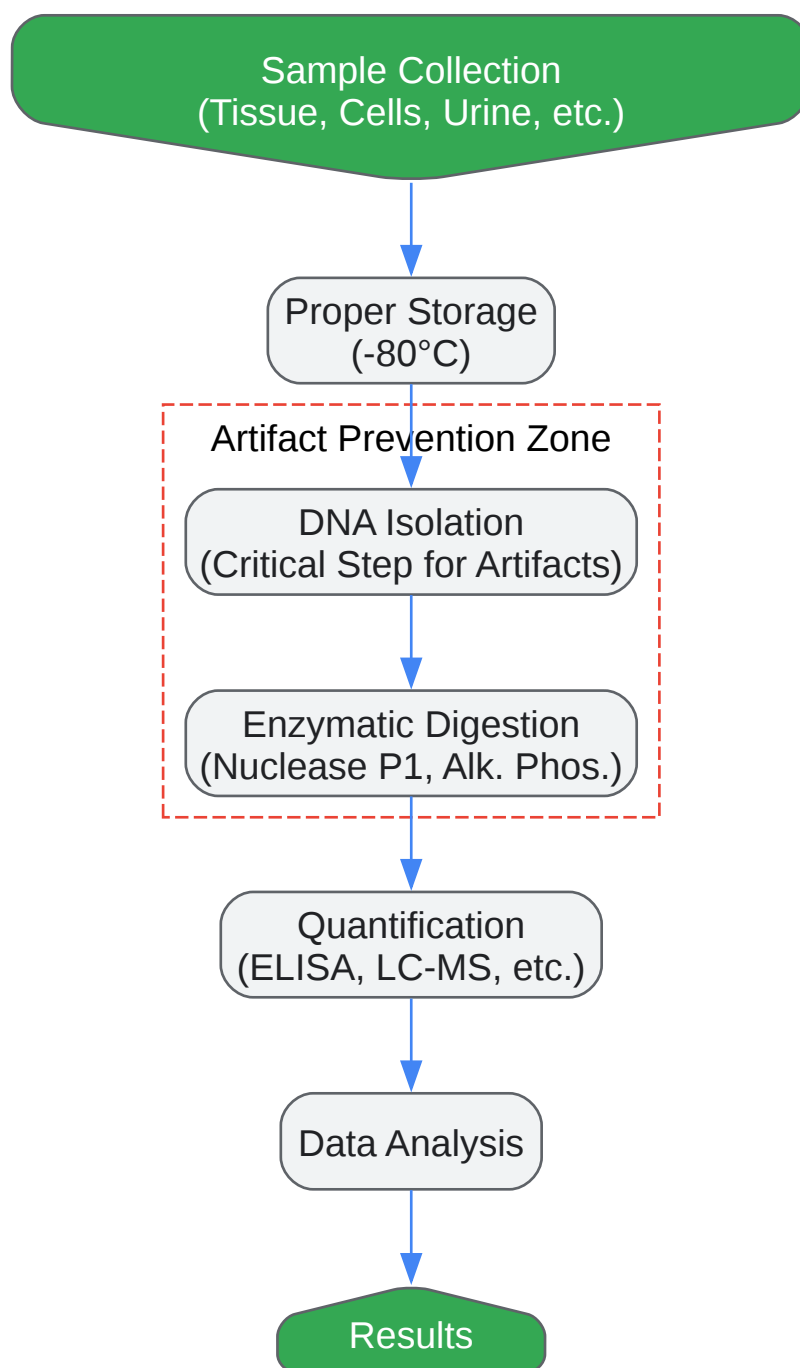 Sample Collection
(Tissue, Cells, Urine, etc.)
Proper Storage
(-80°C)
Artifact Prevention Zone
DNA Isolation
(Critical Step for Artifacts)
Enzymatic Digestion
(Nuclease P1, Alk. Phos.)
Quantification
(ELISA, LC-MS, etc.)
Data Analysis
Results